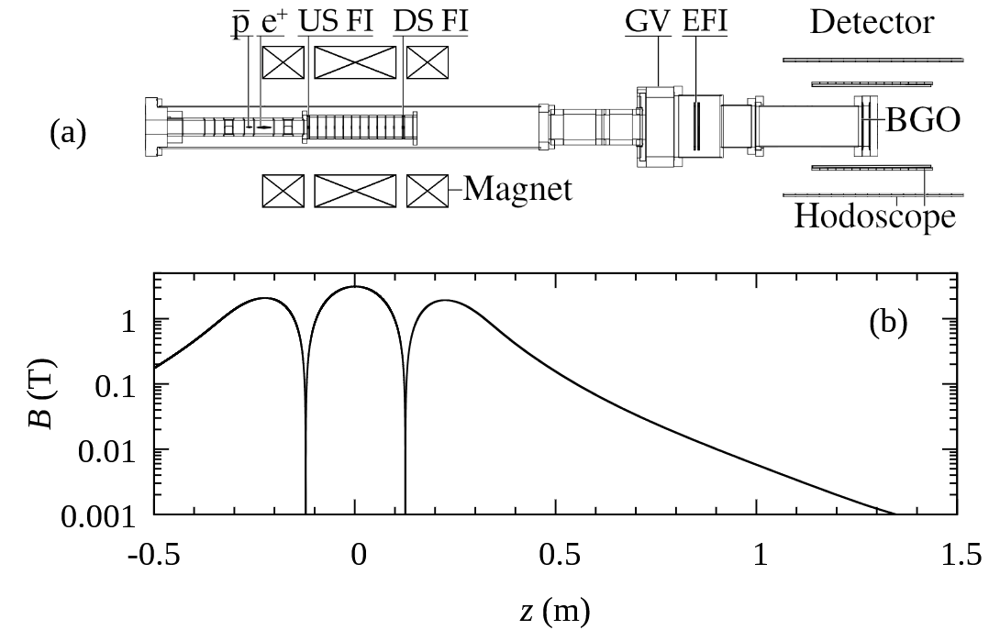 p̅ e⁺ US FI DS FI GV EFI Detector
(a)
BGO
Magnet
Hodoscope
(b)
B (T)
1
0.1
0.01
0.001
-0.5 0 0.5 1 1.5
z (m)